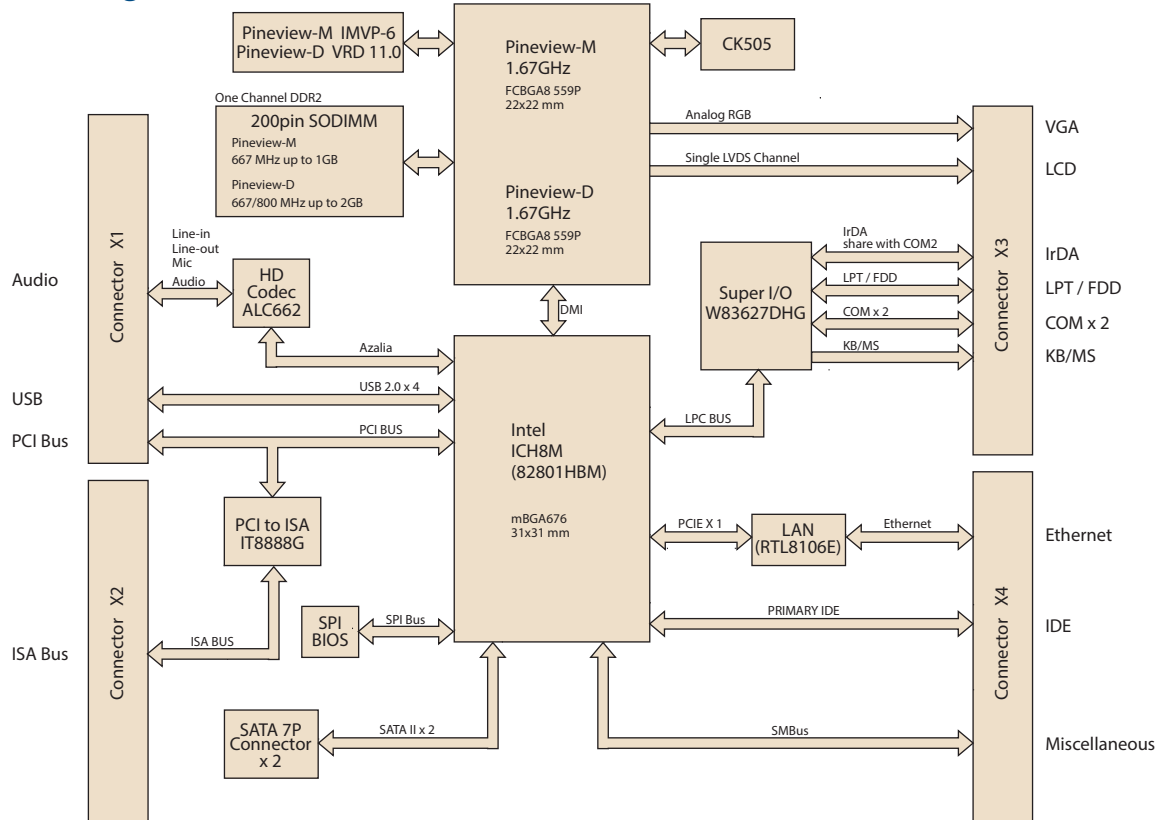 Pineview-M IMVP-6
Pineview-D VRD 11.0
Pineview-M
1.67GHz
FCBGA8 559P
22x22 mm
Pineview-D
1.67GHz
FCBGA8 559P
22x22 mm
CK505
One Channel DDR2
200pin SODIMM
Pineview-M
667 MHz up to 1GB
Pineview-D
667/800 MHz up to 2GB
Analog RGB
VGA
Single LVDS Channel
LCD
Connector X1
Line-in
Line-out
Mic
Audio
Audio
HD
Codec
ALC662
Azalia
DMI
Super I/O
W83627DHG
IrDA
share with COM2
IrDA
LPT / FDD
LPT / FDD
COM x 2
COM x 2
KB/MS
KB/MS
Connector X3
USB
USB 2.0 x 4
PCI Bus
PCI BUS
LPC BUS
Intel
ICH8M
(82801HBM)
mBGA676
31x31 mm
PCI to ISA
IT8888G
PCIE X 1
LAN
(RTL8106E)
Ethernet
Ethernet
Connector X2
SPI
BIOS
SPI Bus
ISA Bus
ISA BUS
PRIMARY IDE
IDE
Connector X4
SATA 7P
Connector
x 2
SATA II x 2
SMBus
Miscellaneous